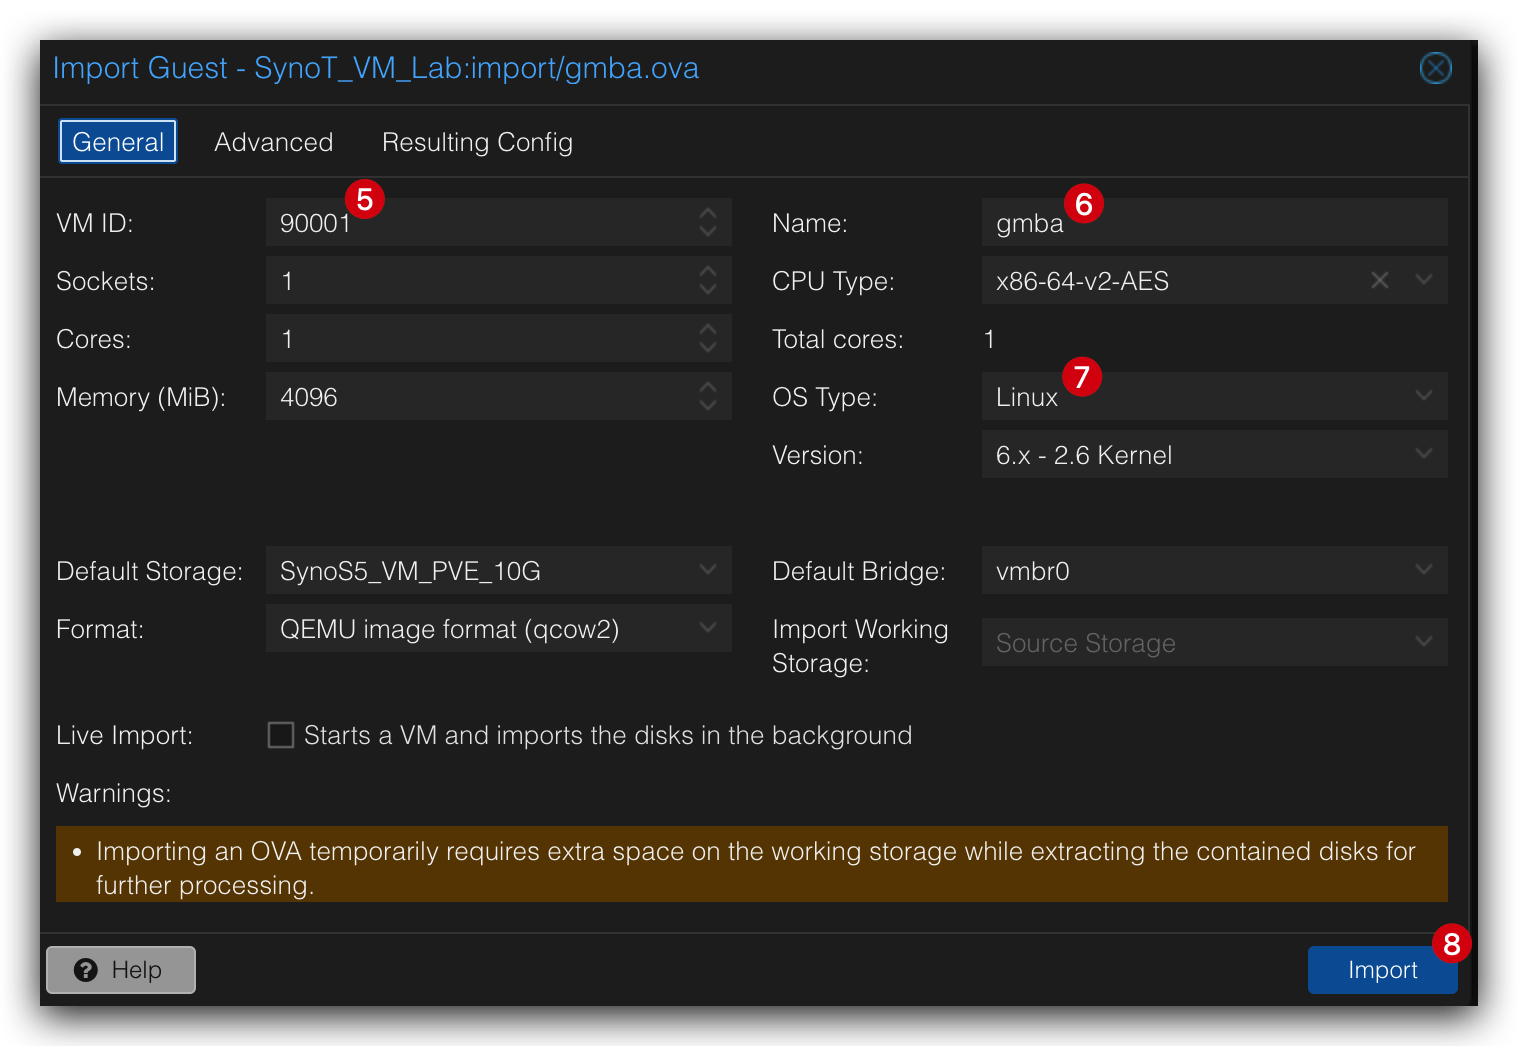 Import Guest - SynoT_VM_Lab:import/gmba.ova
General Advanced Resulting Config
VM ID: 90001 5 Name: gmba 6
Sockets: 1 CPU Type: x86-64-v2-AES
Cores: 1 Total cores: 1
Memory (MiB): 4096 OS Type: Linux 7
Version: 6.x - 2.6 Kernel
Default Storage: SynoS5_VM_PVE_10G Default Bridge: vmbr0
Format: QEMU image format (qcow2) Import Working
Storage: Source Storage
Live Import: Starts a VM and imports the disks in the background
Warnings:
• Importing an OVA temporarily requires extra space on the working storage while extracting the contained disks for
further processing.
? Help Import 8